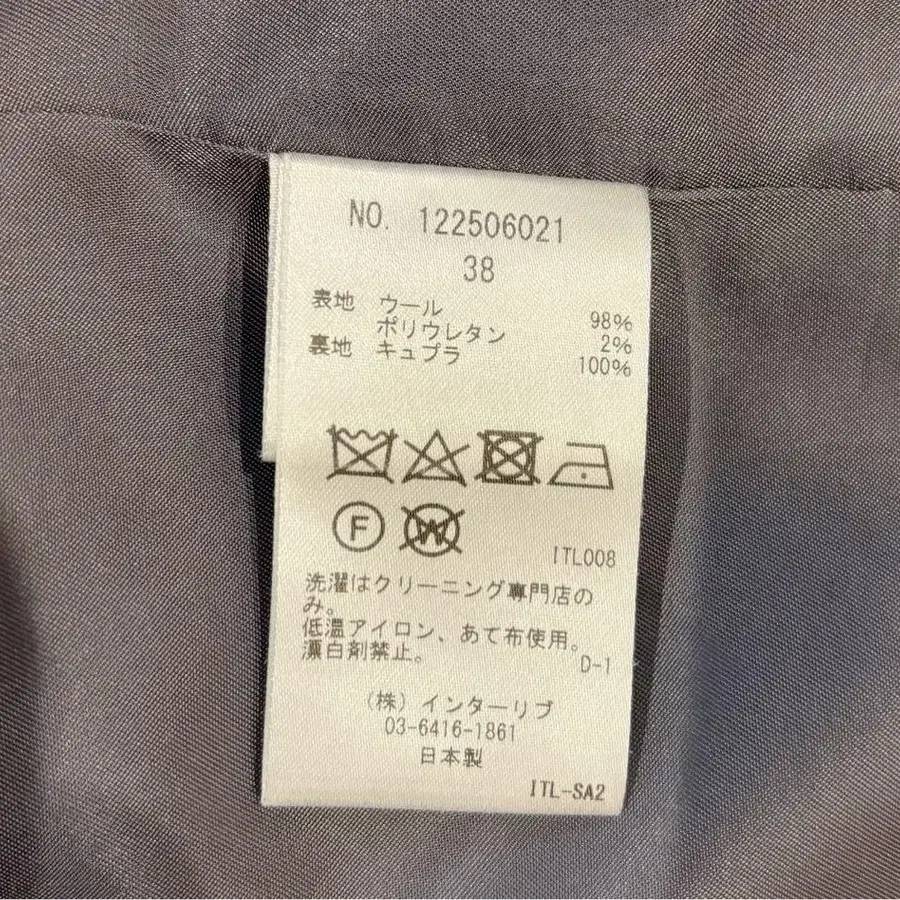 NO. 122506021
38
表地 ウール 98%
ポリウレタン 2%
裏地 キュプラ 100%
F W
ITL008
洗濯はクリーニング専門店の
み。
低温アイロン、あて布使用。
漂白剤禁止。
D-1
(株)インターリブ
03-6416-1861
日本製
ITL-SA2